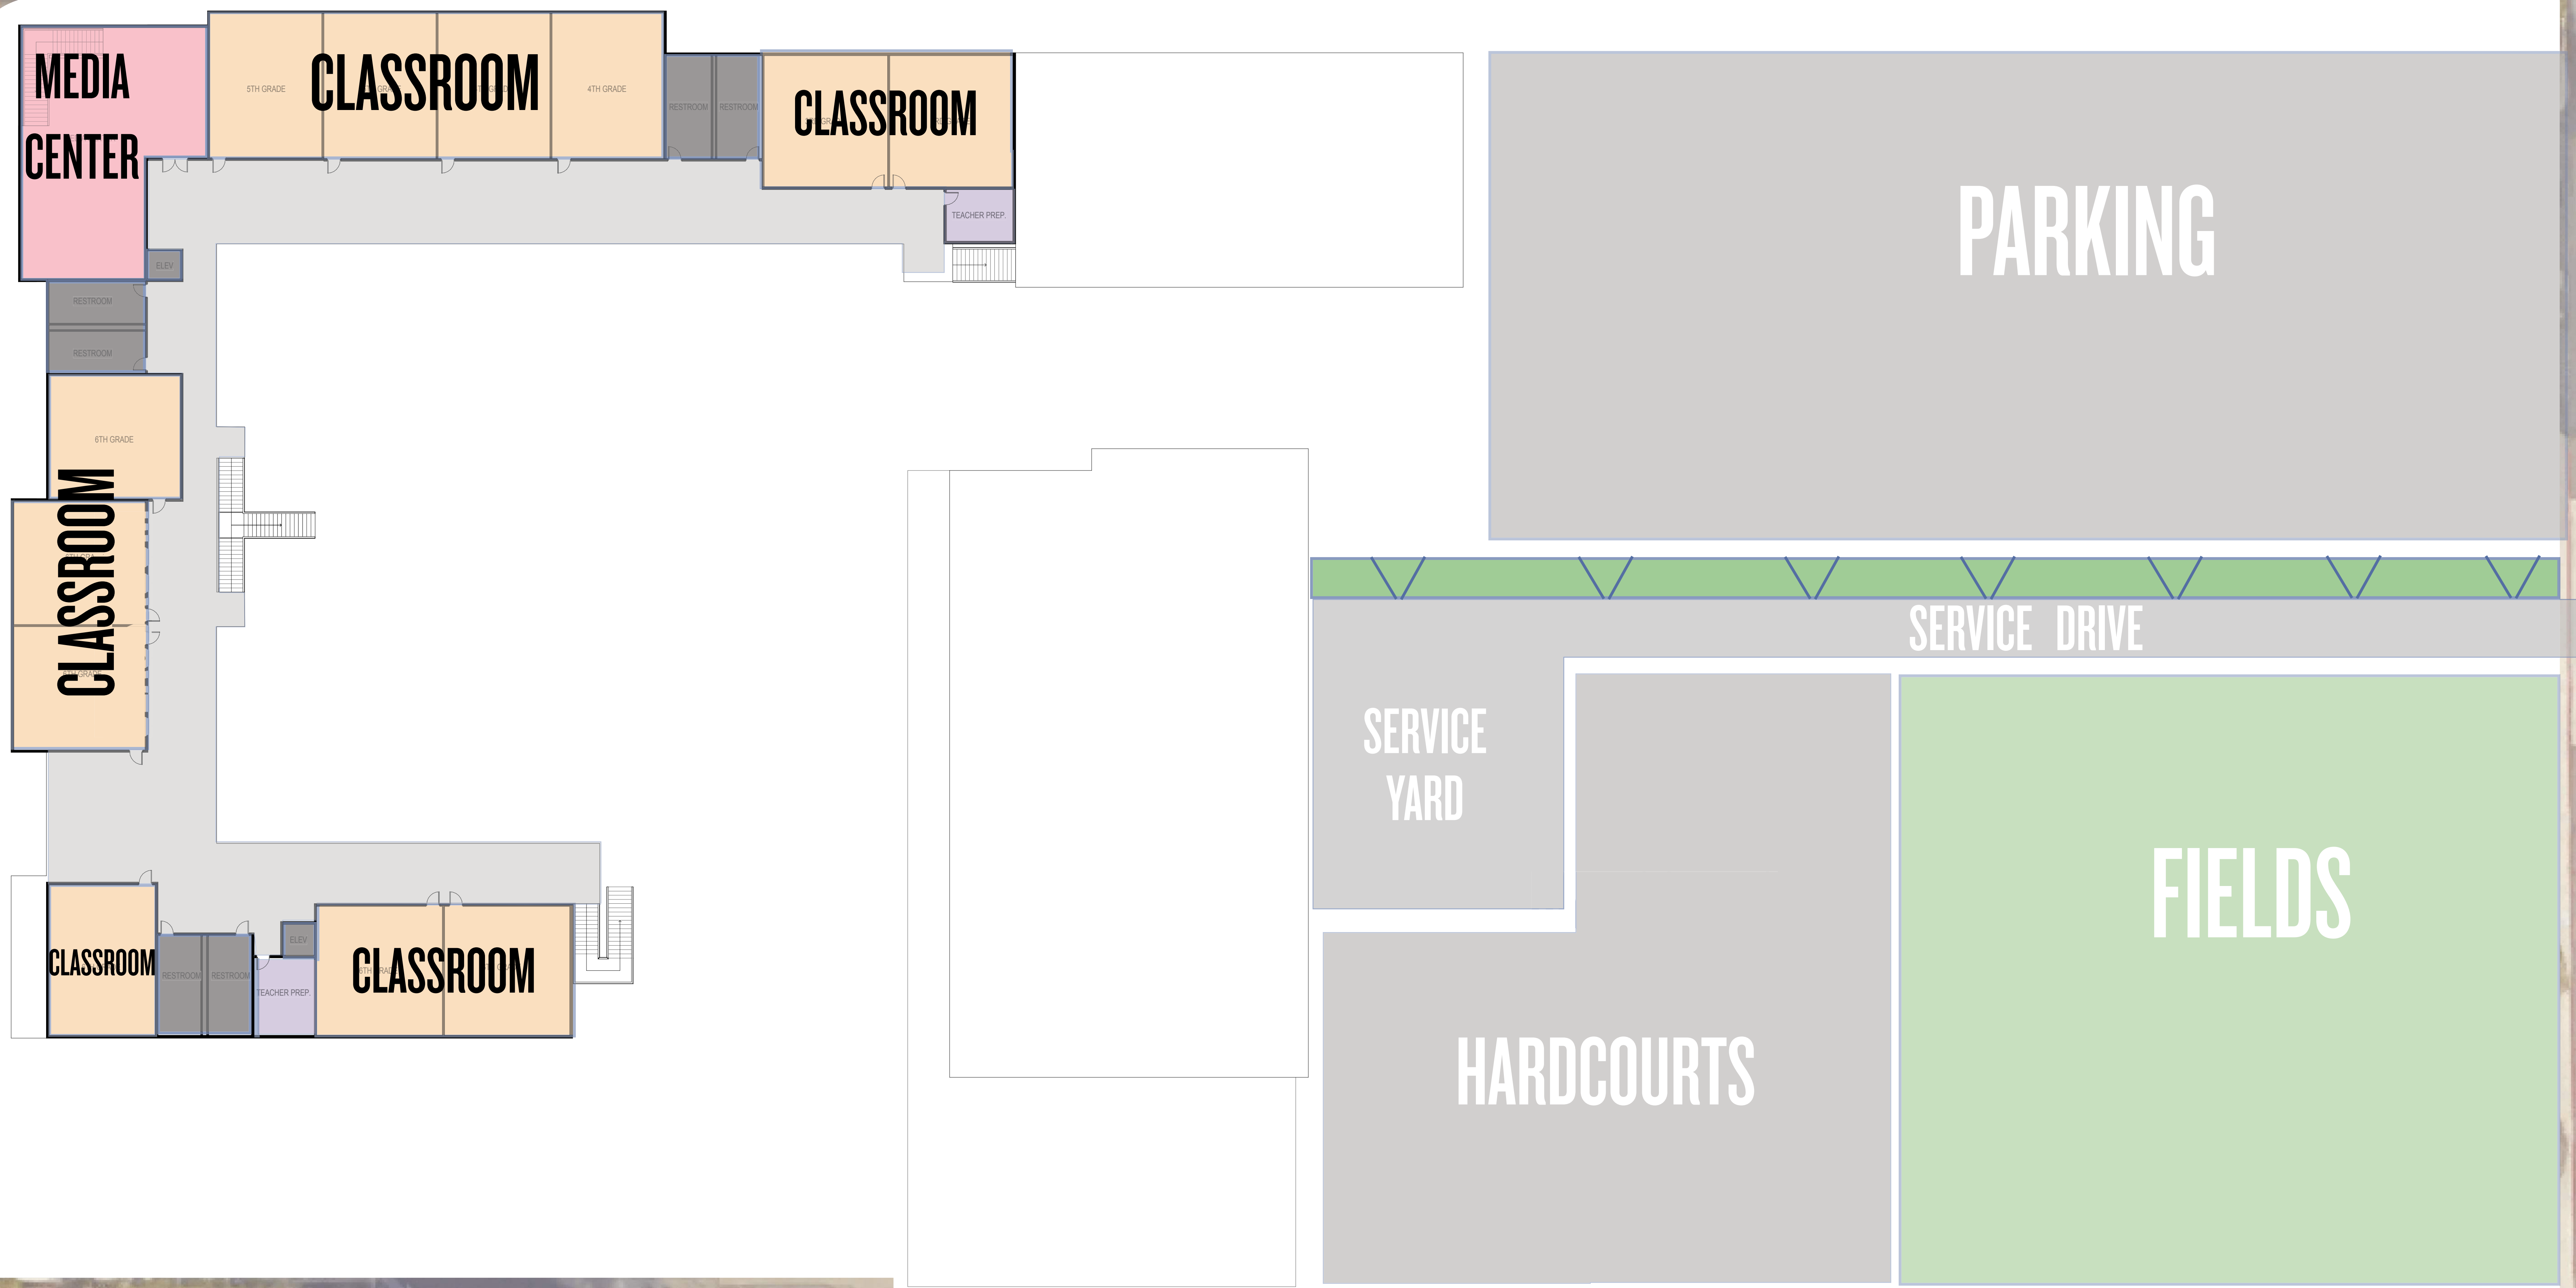 MEDIA
CENTER
CLASSROOM
5TH GRADE
4TH GRADE
RESTROOM
RESTROOM
CLASSROOM
TEACHER PREP.
ELEV
RESTROOM
RESTROOM
6TH GRADE
CLASSROOM
CLASSROOM
RESTROOM
RESTROOM
ELEV
TEACHER PREP.
CLASSROOM
PARKING
SERVICE DRIVE
SERVICE
YARD
HARDCOURTS
FIELDS